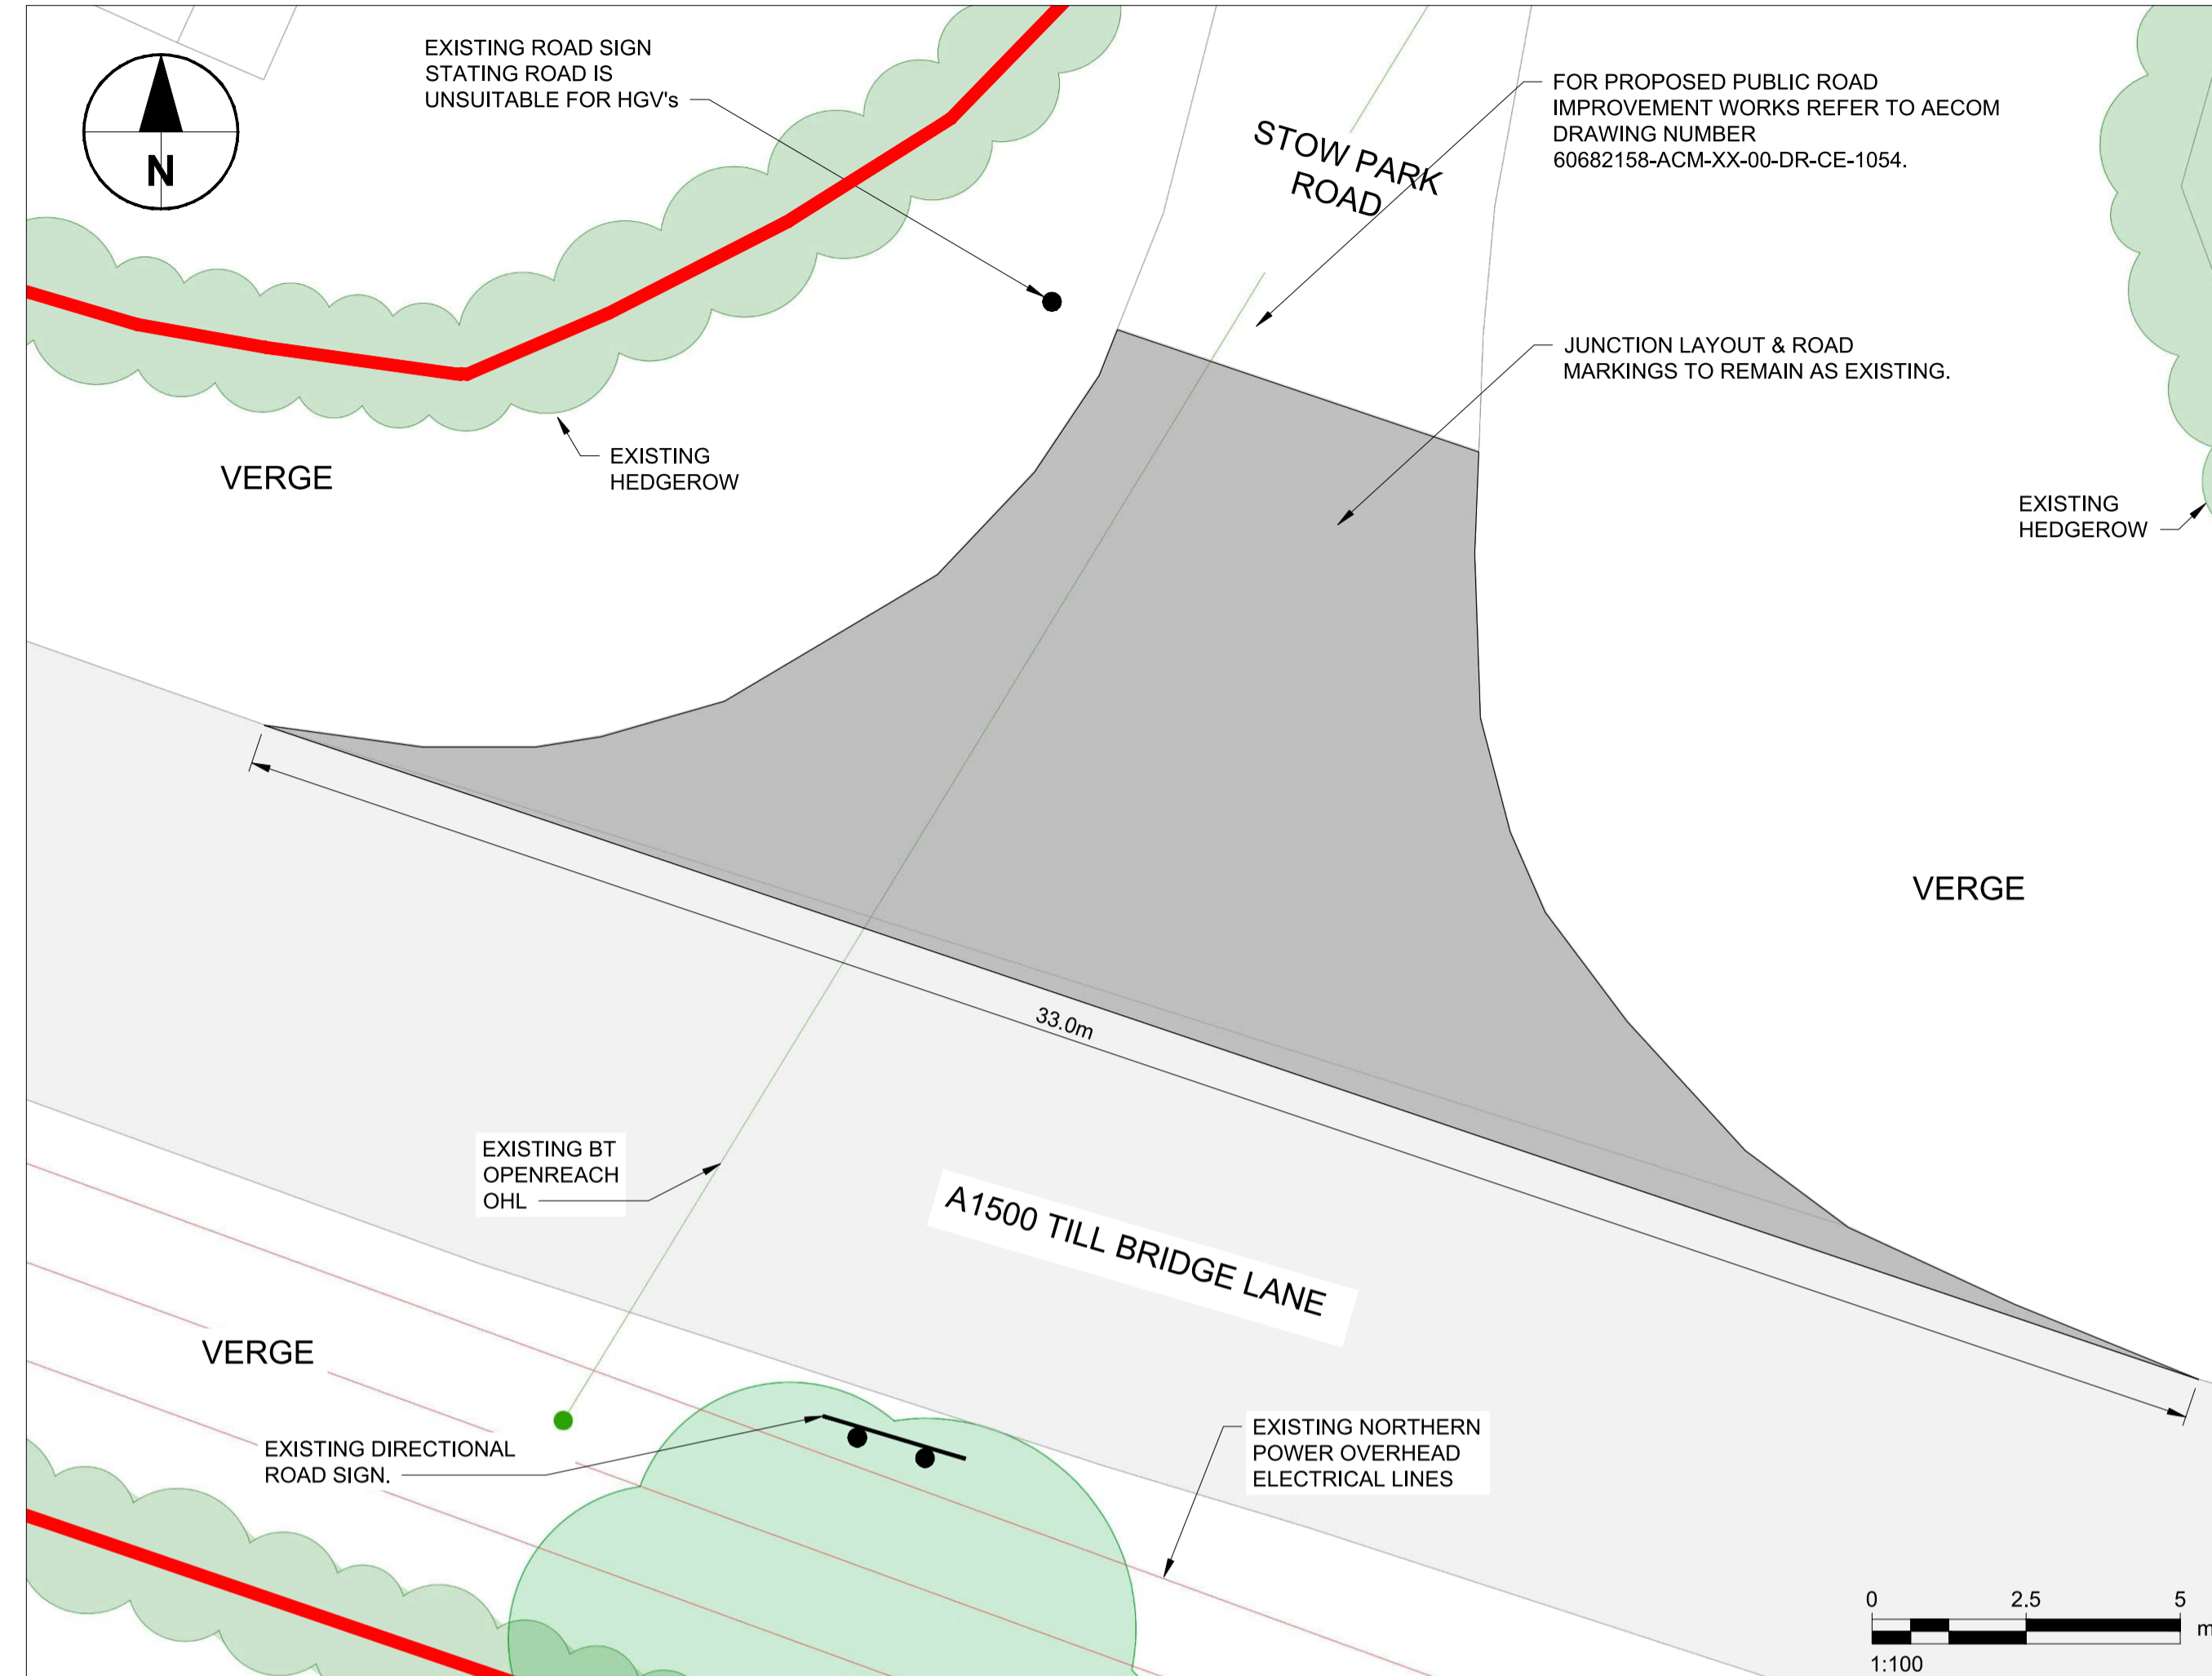 EXISTING ROAD SIGN
STATING ROAD IS
UNSUITABLE FOR HGV's
N
STOW PARK
ROAD
FOR PROPOSED PUBLIC ROAD
IMPROVEMENT WORKS REFER TO AECOM
DRAWING NUMBER
60682158-ACM-XX-00-DR-CE-1054.
JUNCTION LAYOUT & ROAD
MARKINGS TO REMAIN AS EXISTING.
VERGE
EXISTING
HEDGEROW
EXISTING
HEDGEROW
VERGE
33.0m
EXISTING BT
OPENREACH
OHL
A1500 TILL BRIDGE LANE
VERGE
EXISTING DIRECTIONAL
ROAD SIGN.
EXISTING NORTHERN
POWER OVERHEAD
ELECTRICAL LINES
0 2.5 5
m
1:100